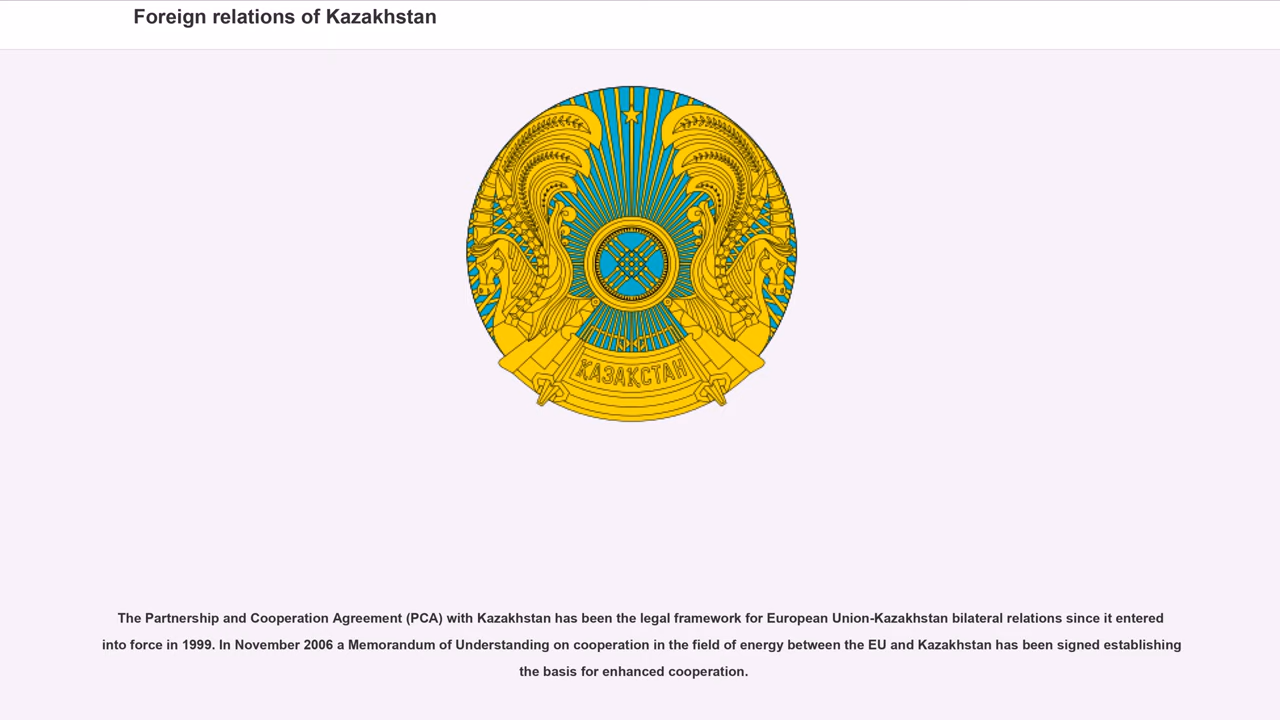 Foreign relations of Kazakhstan
ҚАЗАҚСТАН
The Partnership and Cooperation Agreement (PCA) with Kazakhstan has been the legal framework for European Union-Kazakhstan bilateral relations since it entered
into force in 1999. In November 2006 a Memorandum of Understanding on cooperation in the field of energy between the EU and Kazakhstan has been signed establishing
the basis for enhanced cooperation.